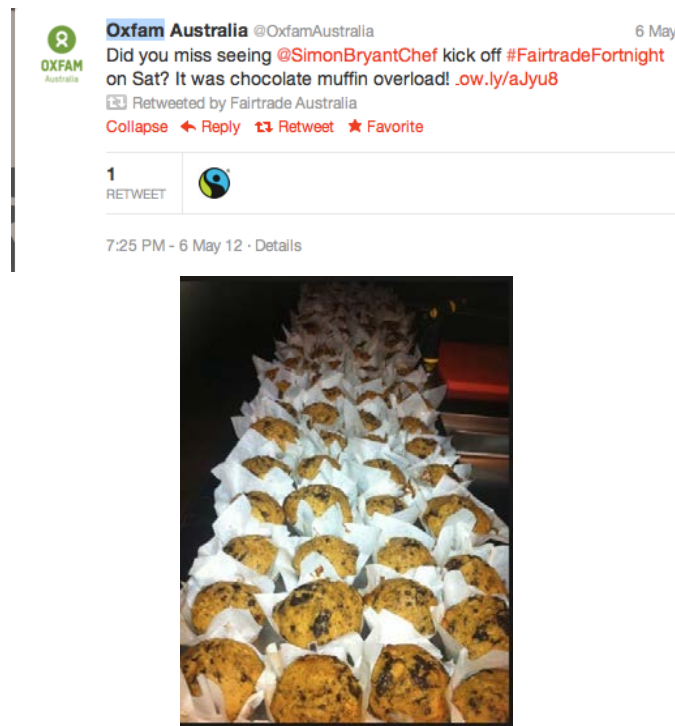 Oxfam Australia @OxfamAustralia 6 May
OXFAM
Australia
Did you miss seeing @SimonBryantChef kick off #FairtradeFortnight
on Sat? It was chocolate muffin overload! ow.ly/aJyu8
Retweeted by Fairtrade Australia
Collapse Reply Retweet Favorite
1
RETWEET
7:25 PM - 6 May 12 · Details